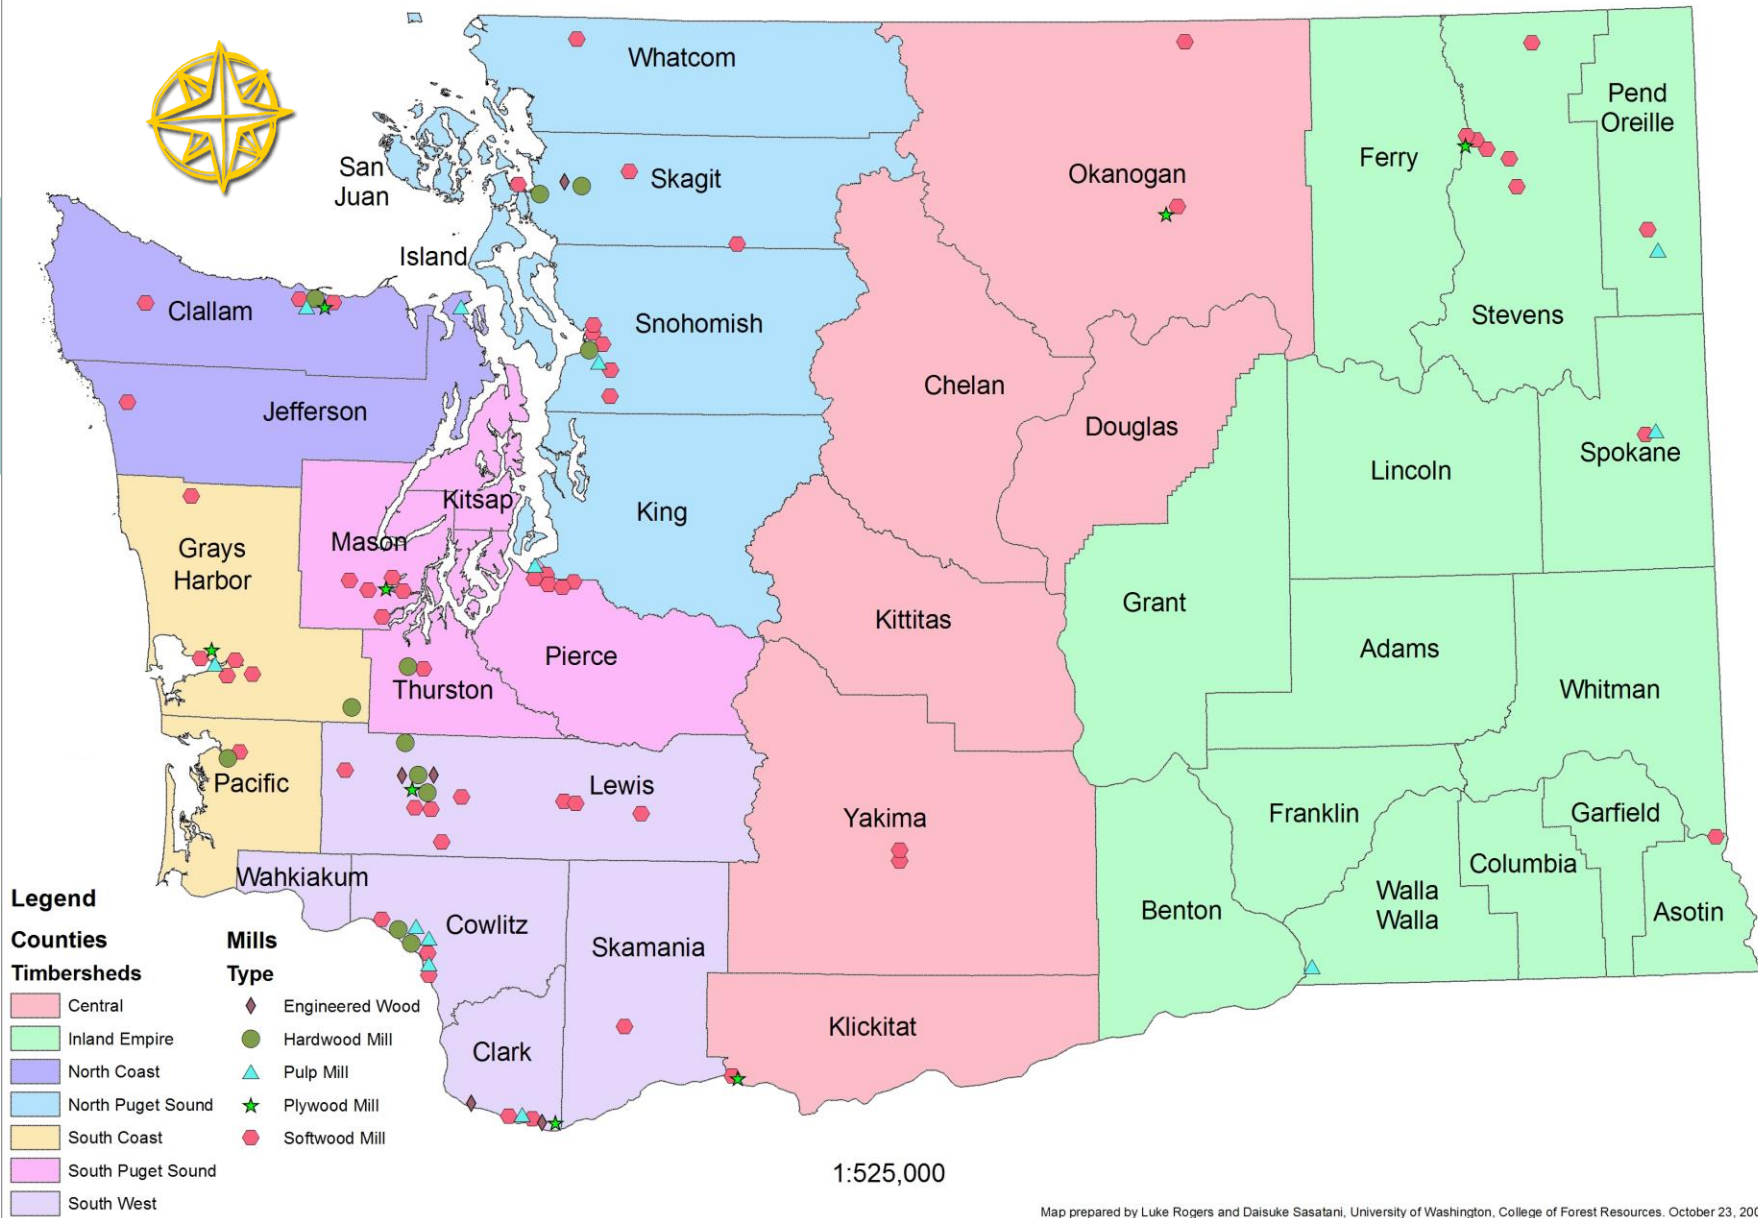 Whatcom
Pend
Oreille
San
Juan
Skagit
Okanogan
Ferry
Island
Clallam
Snohomish
Stevens
Chelan
Jefferson
Douglas
Spokane
Lincoln
Kitsap
King
Mason
Grays
Harbor
Grant
Kittitas
Adams
Pierce
Thurston
Whitman
Pacific
Lewis
Yakima
Franklin
Garfield
Columbia
Wahkiakum
Walla
Walla
Cowlitz
Benton
Asotin
Skamania
Klickitat
Clark
Legend
Counties
Timbersheds
Central
Inland Empire
North Coast
North Puget Sound
South Coast
South Puget Sound
South West
Mills
Type
Engineered Wood
Hardwood Mill
Pulp Mill
Plywood Mill
Softwood Mill
1:525,000
Map prepared by Luke Rogers and Daisuke Sasatani, University of Washington, College of Forest Resources. October 23,